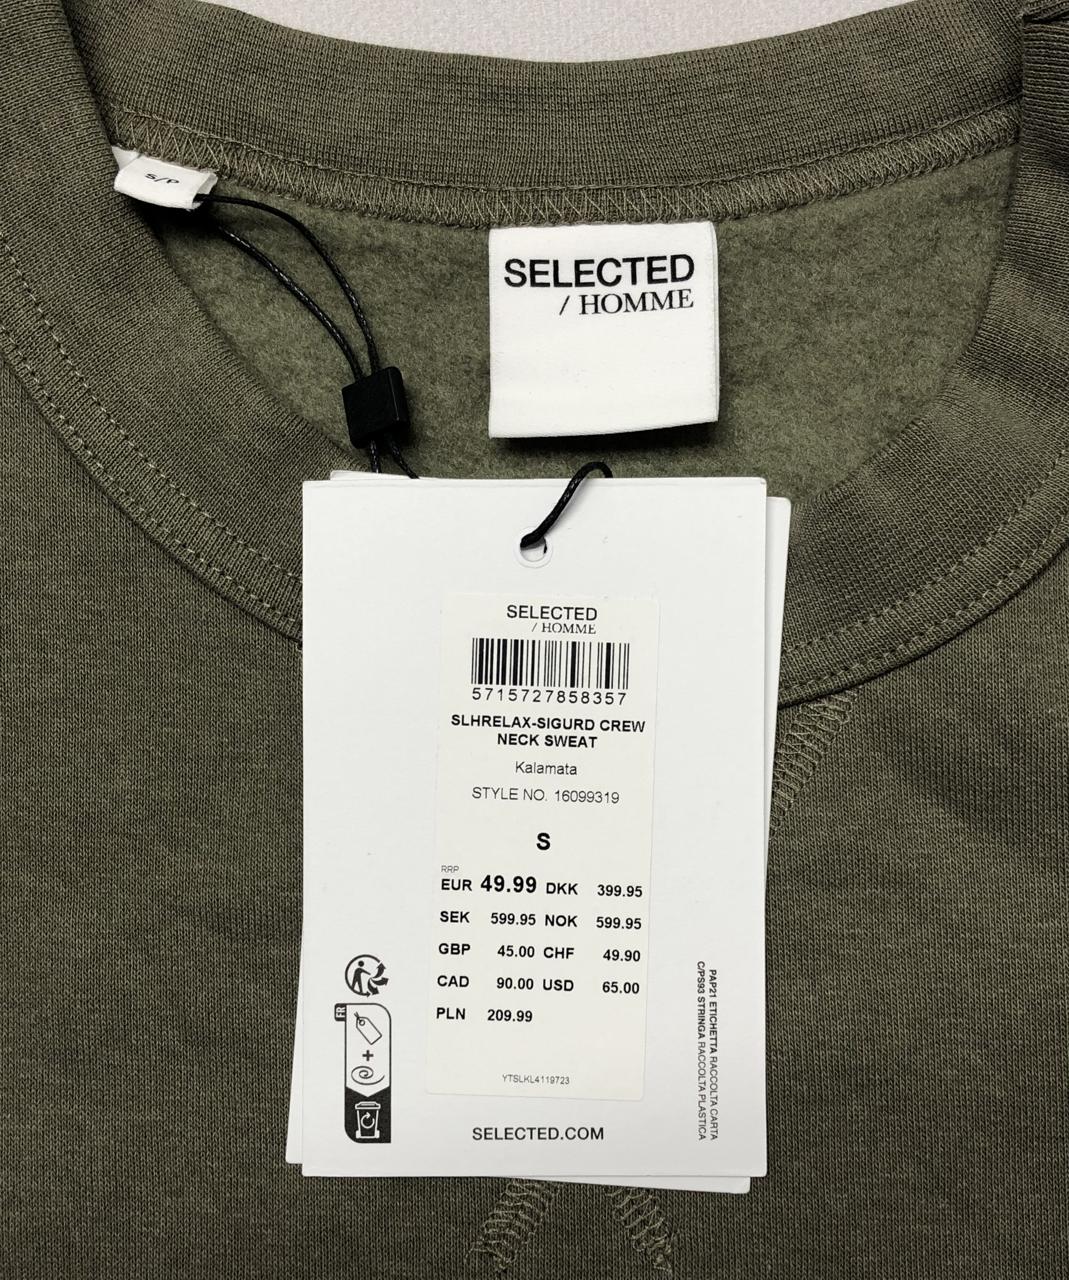 S/P
SELECTED
/ HOMME
SELECTED
/ HOMME
5715727858357
SLHRELAX-SIGURD CREW
NECK SWEAT
Kalamata
STYLE NO. 16099319
S
RRP
EUR 49.99 DKK 399.95
SEK 599.95 NOK 599.95
GBP 45.00 CHF 49.90
CAD 90.00 USD 65.00
PLN 209.99
YTSLKL4119723
SELECTED.COM
FR
+
PAP21 ETICHETTA RACCOLTA CARTA
C/PS93 STRINGA RACCOLTA PLASTICA